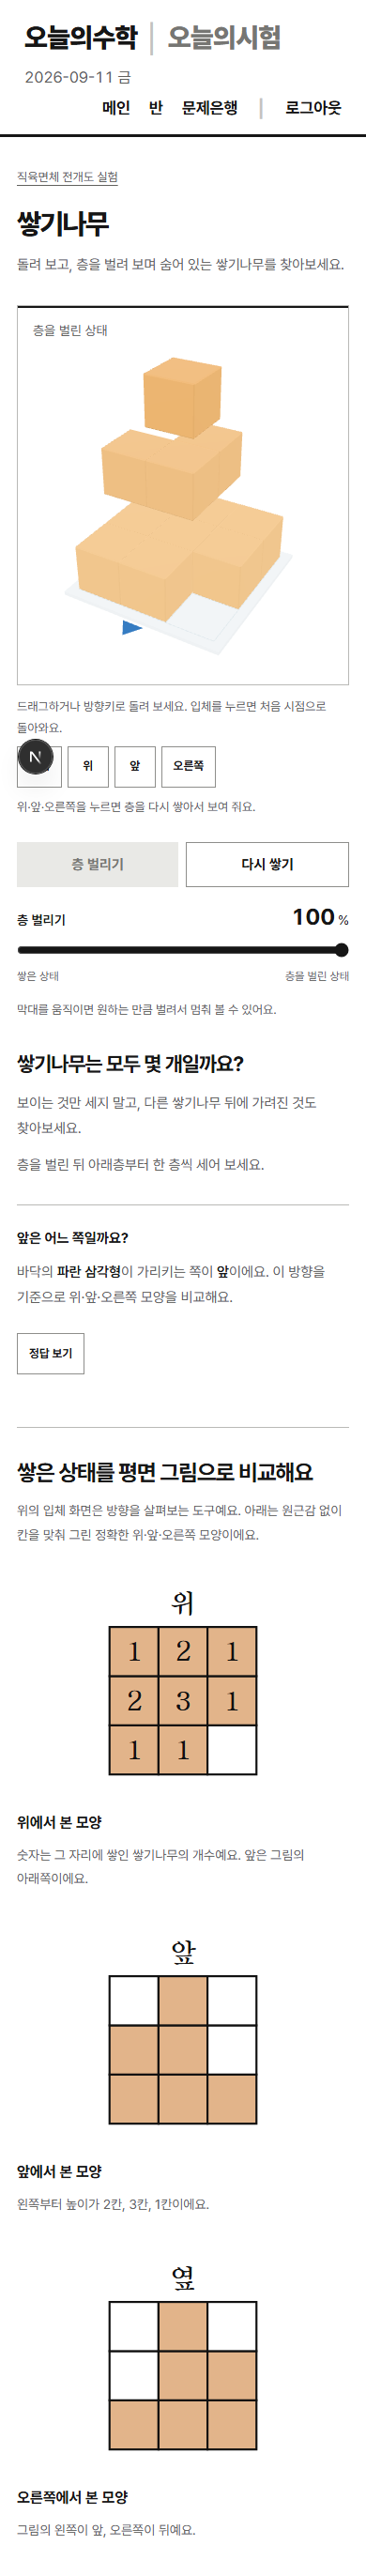 오늘의수학 | 오늘의시험
2026-09-11 금
메인 반 문제은행 | 로그아웃
직육면체 전개도 실험
쌓기나무
돌려 보고, 층을 벌려 보며 숨어 있는 쌓기나무를 찾아보세요.
층을 벌린 상태
드래그하거나 방향키로 돌려 보세요. 입체를 누르면 처음 시점으로
돌아와요.
N
위
앞
오른쪽
위·앞·오른쪽을 누르면 층을 다시 쌓아서 보여 줘요.
층 벌리기
다시 쌓기
층 벌리기 100 %
쌓은 상태 층을 벌린 상태
막대를 움직이면 원하는 만큼 벌려서 멈춰 볼 수 있어요.
쌓기나무는 모두 몇 개일까요?
보이는 것만 세지 말고, 다른 쌓기나무 뒤에 가려진 것도
찾아보세요.
층을 벌린 뒤 아래층부터 한 층씩 세어 보세요.
앞은 어느 쪽일까요?
바닥의 파란 삼각형이 가리키는 쪽이 앞이에요. 이 방향을
기준으로 위·앞·오른쪽 모양을 비교해요.
정답 보기
쌓은 상태를 평면 그림으로 비교해요
위의 입체 화면은 방향을 살펴보는 도구예요. 아래는 원근감 없이
칸을 맞춰 그린 정확한 위·앞·오른쪽 모양이에요.
위
1 2 1
2 3 1
1 1
위에서 본 모양
숫자는 그 자리에 쌓인 쌓기나무의 개수예요. 앞은 그림의
아래쪽이에요.
앞
앞에서 본 모양
왼쪽부터 높이가 2칸, 3칸, 1칸이에요.
옆
오른쪽에서 본 모양
그림의 왼쪽이 앞, 오른쪽이 뒤예요.